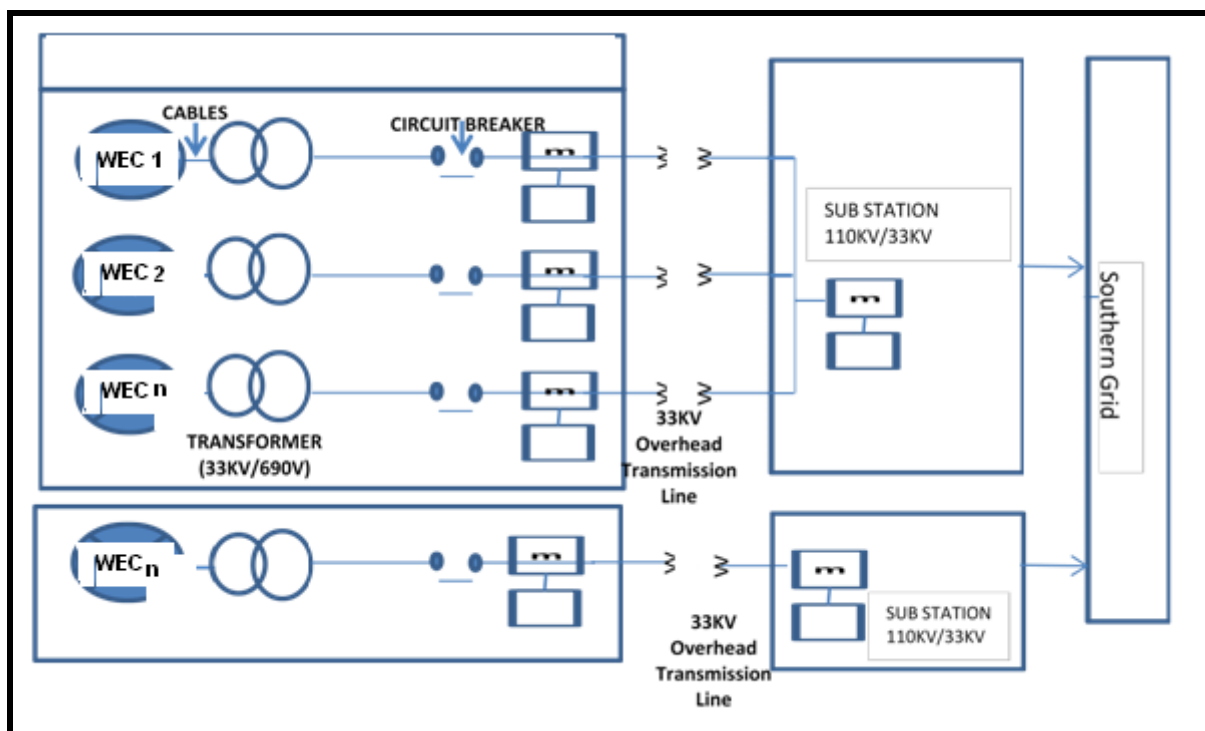 CABLES
CIRCUIT BREAKER
WEC 1
WEC 2
WEC n
TRANSFORMER
(33KV/690V)
33KV
Overhead
Transmission
Line
SUB STATION
110KV/33KV
Southern Grid
WEC n
33KV
Overhead
Transmission
Line
SUB STATION
110KV/33KV